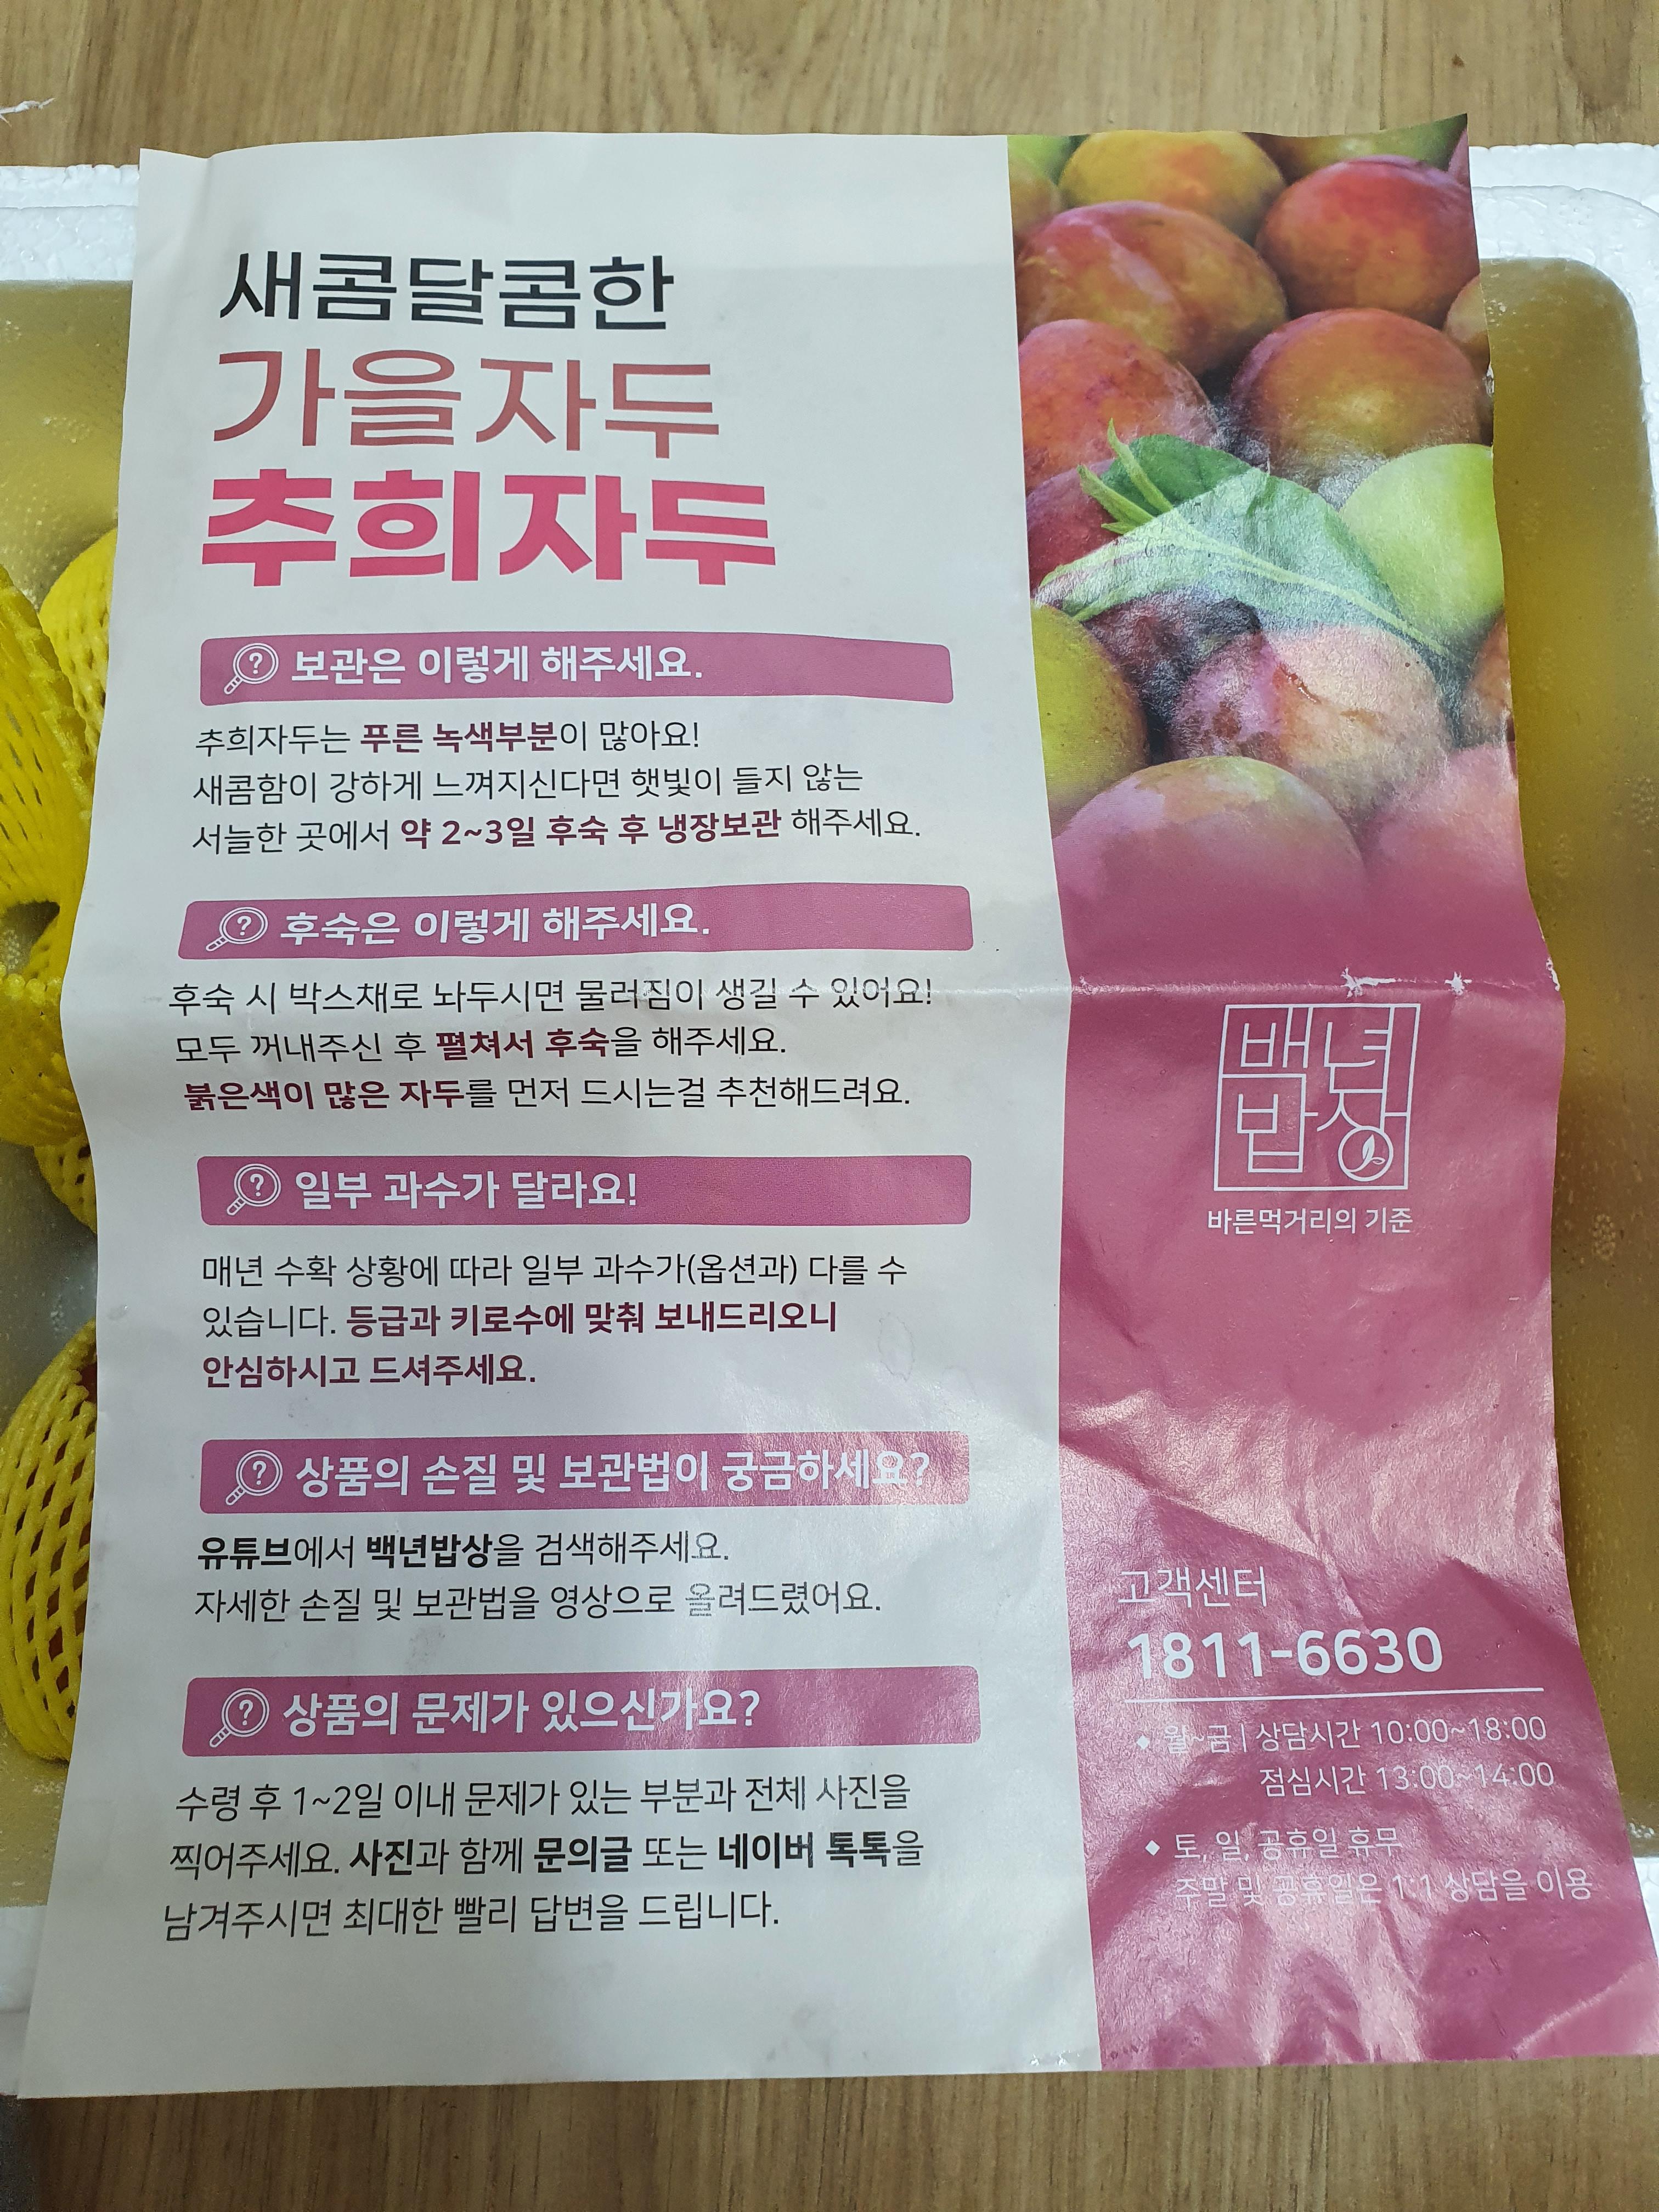 새콤달콤한
가을자두
추희자두
보관은 이렇게 해주세요.
추희자두는 푸른 녹색부분이 많아요!
새콤함이 강하게 느껴지신다면 햇빛이 들지 않는
서늘한 곳에서 약 2~3일 후숙 후 냉장보관 해주세요.
후숙은 이렇게 해주세요.
후숙 시 박스채로 놔두시면 물러짐이 생길 수 있어요!
모두 꺼내주신 후 펼쳐서 후숙을 해주세요.
붉은색이 많은 자두를 먼저 드시는걸 추천해드려요.
일부 과수가 달라요!
매년 수확 상황에 따라 일부 과수가(옵션과) 다를 수
있습니다. 등급과 키로수에 맞춰 보내드리오니
안심하시고 드셔주세요.
상품의 손질 및 보관법이 궁금하세요?
유튜브에서 백년밥상을 검색해주세요.
자세한 손질 및 보관법을 영상으로 올려드렸어요.
상품의 문제가 있으신가요?
수령 후 1~2일 이내 문제가 있는 부분과 전체 사진을
찍어주세요. 사진과 함께 문의글 또는 네이버 톡톡을
남겨주시면 최대한 빨리 답변을 드립니다.
백년
밥상
바른먹거리의 기준
고객센터
1811-6630
◆ 월~금 | 상담시간 10:00~18:00
점심시간 13:00~14:00
◆ 토, 일, 공휴일 휴무
주말 및 공휴일은 1:1 상담을 이용